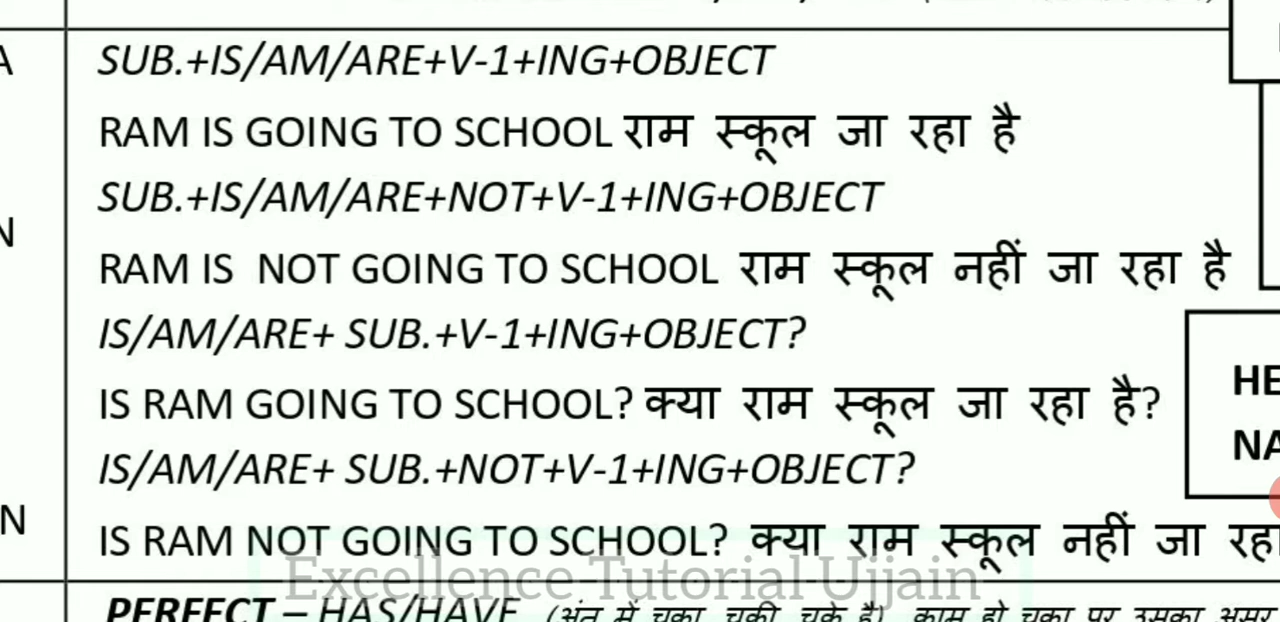 A
SUB.+IS/AM/ARE+V-1+ING+OBJECT
RAM IS GOING TO SCHOOL राम स्कूल जा रहा है
SUB.+IS/AM/ARE+NOT+V-1+ING+OBJECT
N
RAM IS NOT GOING TO SCHOOL राम स्कूल नहीं जा रहा है
IS/AM/ARE+ SUB.+V-1+ING+OBJECT?
HE
IS RAM GOING TO SCHOOL? क्या राम स्कूल जा रहा है?
NA
IS/AM/ARE+ SUB.+NOT+V-1+ING+OBJECT?
N
IS RAM NOT GOING TO SCHOOL? क्या राम स्कूल नहीं जा रहा
Excellence Tutorial Ujjain
PERFECT – HAS/HAVE (अंत में चुका चुकी चुके है) काम हो चुका पर उसका असर